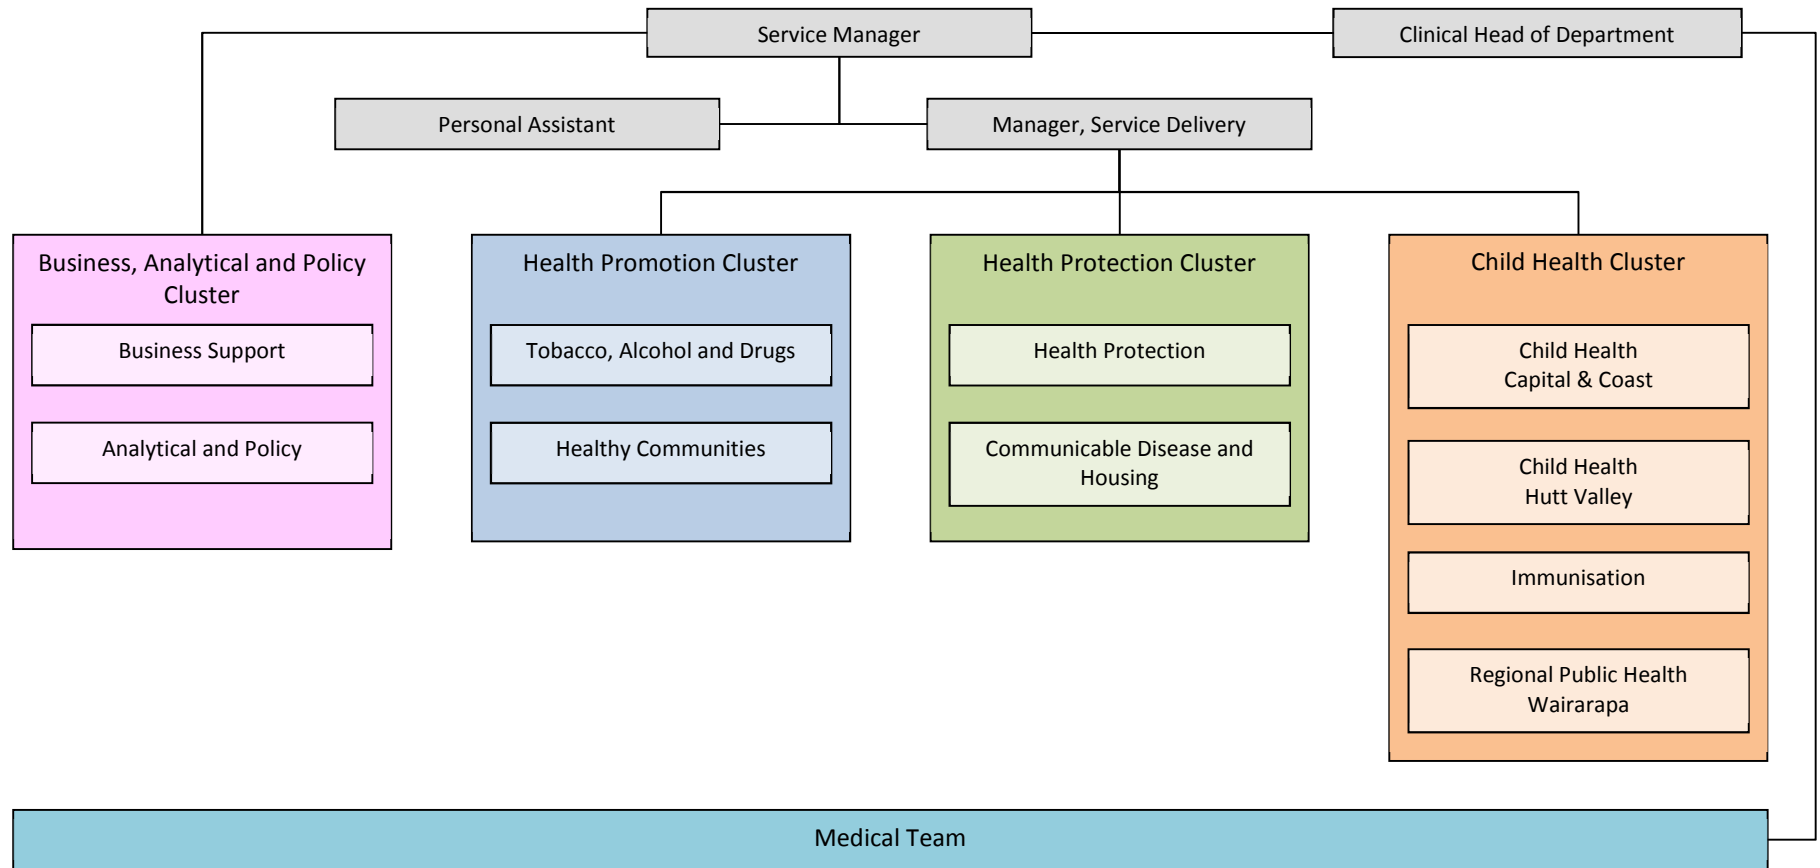 Service Manager
Clinical Head of Department
Personal Assistant
Manager, Service Delivery
Business, Analytical and Policy
Cluster
Business Support
Analytical and Policy
Health Promotion Cluster
Tobacco, Alcohol and Drugs
Healthy Communities
Health Protection Cluster
Health Protection
Communicable Disease and
Housing
Child Health Cluster
Child Health
Capital & Coast
Child Health
Hutt Valley
Immunisation
Regional Public Health
Wairarapa
Medical Team